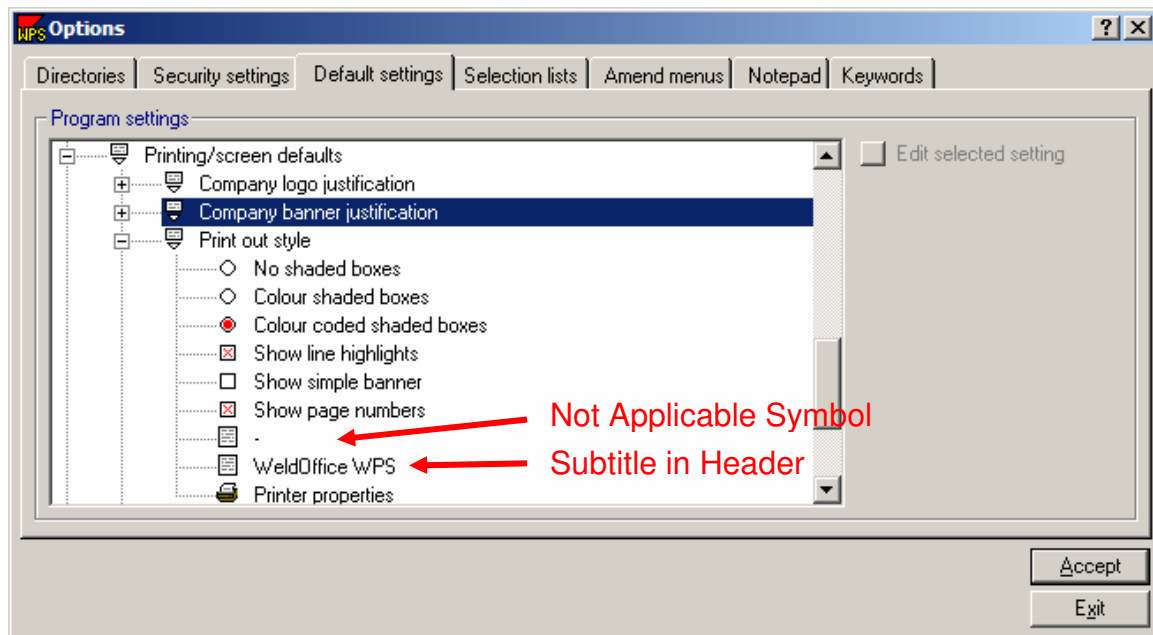 WPS Options
Directories Security settings Default settings Selection lists Amend menus Notepad Keywords
Program settings
Printing/screen defaults
Edit selected setting
Company logo justification
Company banner justification
Print out style
No shaded boxes
Colour shaded boxes
Colour coded shaded boxes
Show line highlights
Show simple banner
Show page numbers
Not Applicable Symbol
-
WeldOffice WPS
Subtitle in Header
Printer properties
Accept
Exit